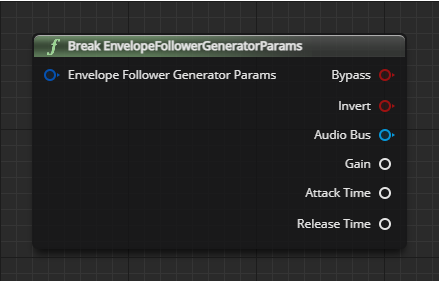 f Break EnvelopeFollowerGeneratorParams
Envelope Follower Generator Params Bypass
Invert
Audio Bus
Gain
Attack Time
Release Time